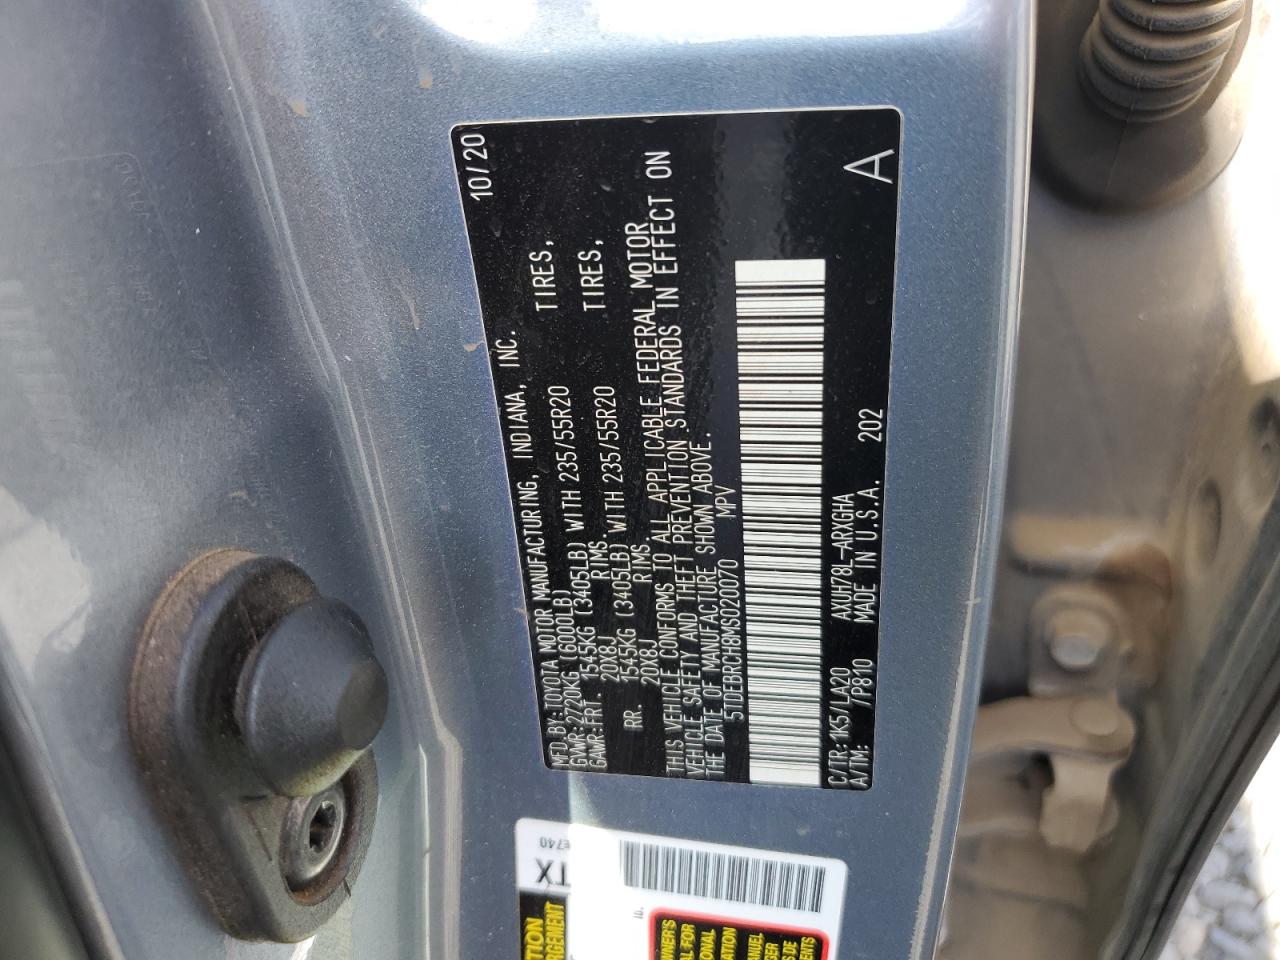 MFD. BY: TOYOTA MOTOR MANUFACTURING, INDIANA, INC. 10/20
GVWR: 2720KG (6000LB)
GAWR: FRT. 1545KG (3405LB) WITH 235/55R20 TIRES,
20X8J RIMS.
RR. 1545KG (3405LB) WITH 235/55R20 TIRES,
20X8J RIMS
THIS VEHICLE CONFORMS TO ALL APPLICABLE FEDERAL MOTOR
VEHICLE SAFETY AND THEFT PREVENTION STANDARDS IN EFFECT ON
THE DATE OF MANUFACTURE SHOWN ABOVE.
5TDEBRCH8MS020070 MPV
C/TR: 1K5/LA20 AXUH78L-ARXGHA
A/TM: /P810 MADE IN U.S.A. 202 A
TX